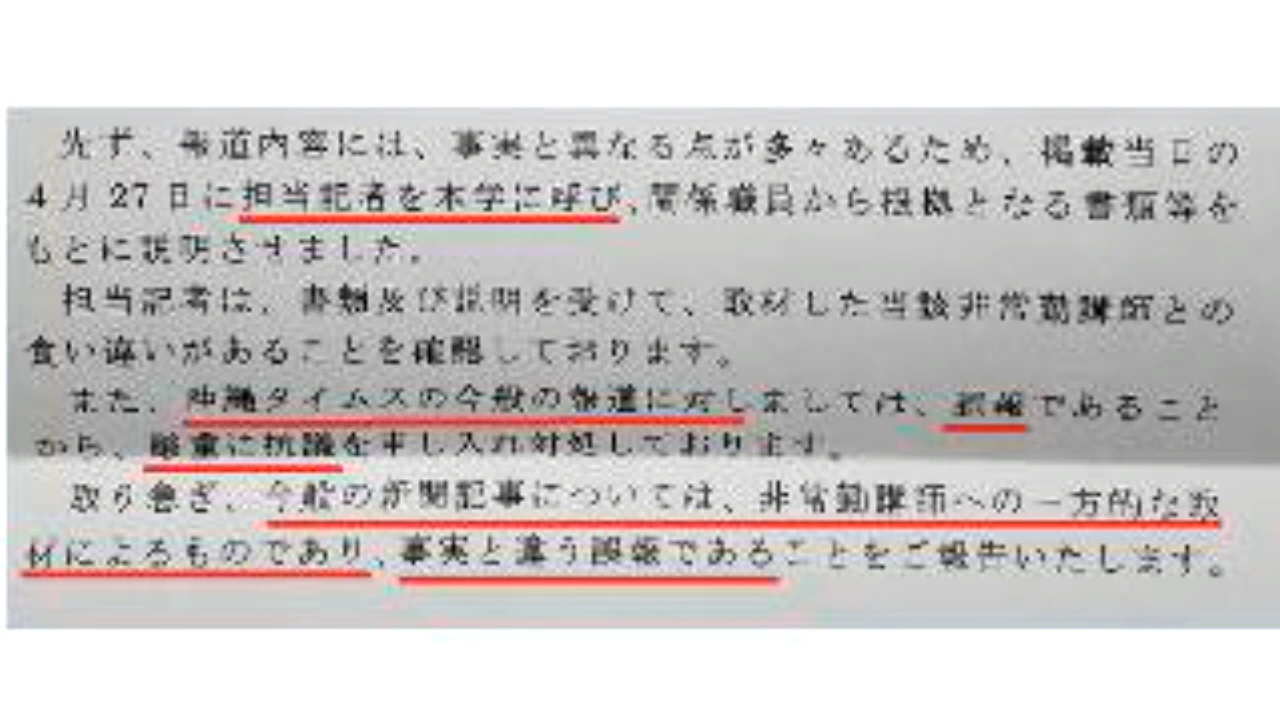 先ず、報道内容には、事実と異なる点が多々あるため、掲載当日の
4月27日に担当記者を本学に呼び、関係職員から根拠となる書類等を
もとに説明させました。
担当記者は、書類及び説明を受けて、取材した当該非常勤講師との
食い違いがあることを確認しております。
また、沖縄タイムスの今般の報道に対しましては、誤報であること
から、厳重に抗議を申し入れ対処しております。
取り急ぎ、今般の新聞記事については、非常勤講師への一方的な取
材によるものであり、事実と違う誤報であることをご報告いたします。